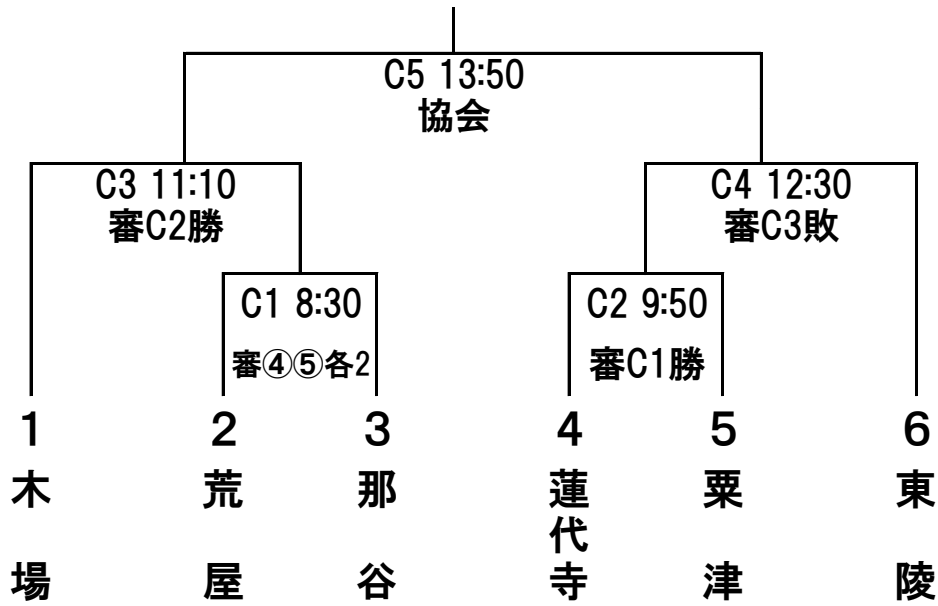 C5 13:50
協会
C3 11:10
審C2勝
C4 12:30
審C3敗
C1 8:30
審④⑤各2
C2 9:50
審C1勝
1 2 3 4 5 6
木場
荒屋
那谷
蓮代寺
粟津
東陵